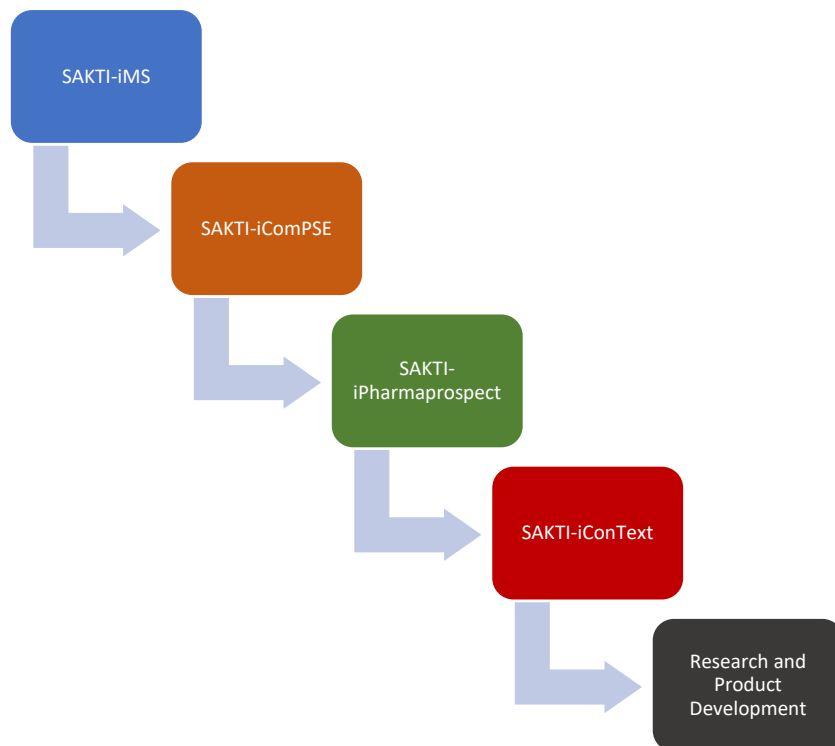 SAKTI-iMS
SAKTI-iComPSE
SAKTI-
iPharmaprospect
SAKTI-iConText
Research and
Product
Development